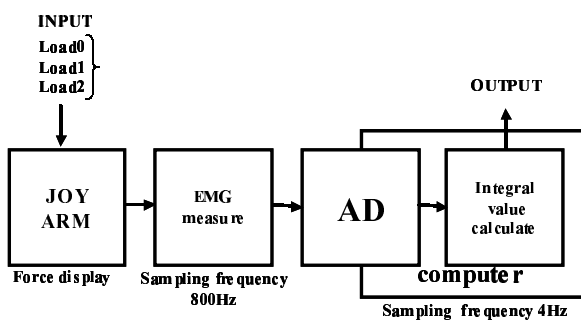 INPUT
Load0
Load1
Load2
OUTPUT
JOY
ARM
EMG
measure
AD
Integral
value
calculate
computer
Force display
Sampling frequency
800Hz
Sampling frequency 4Hz